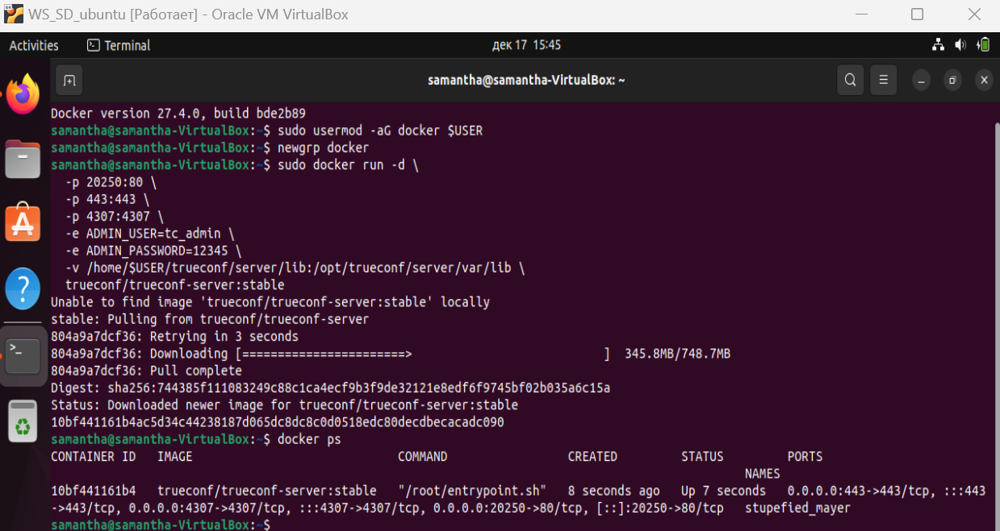 WS_SD_ubuntu [Работает] - Oracle VM VirtualBox
Activities Terminal дек 17 15:45
samantha@samantha-VirtualBox: ~
Docker version 27.4.0, build bde2b89
samantha@samantha-VirtualBox:~$ sudo usermod -aG docker $USER
samantha@samantha-VirtualBox:~$ newgrp docker
samantha@samantha-VirtualBox:~$ sudo docker run -d \
  -p 20250:80 \
  -p 443:443 \
  -p 4307:4307 \
  -e ADMIN_USER=tc_admin \
  -e ADMIN_PASSWORD=12345 \
  -v /home/$USER/trueconf/server/lib:/opt/trueconf/server/var/lib \
  trueconf/trueconf-server:stable
Unable to find image 'trueconf/trueconf-server:stable' locally
stable: Pulling from trueconf/trueconf-server
804a9a7dcf36: Retrying in 3 seconds
804a9a7dcf36: Downloading [=======================>                           ]  345.8MB/748.7MB
804a9a7dcf36: Pull complete
Digest: sha256:744385f111083249c88c1ca4ecf9b3f9de32121e8edf6f9745bf02b035a6c15a
Status: Downloaded newer image for trueconf/trueconf-server:stable
10bf441161b4ac5d34c44238187d065dc8dc8c0d0518edc80decdbecacadc090
samantha@samantha-VirtualBox:~$ docker ps
CONTAINER ID   IMAGE                             COMMAND                 CREATED         STATUS         PORTS
NAMES
10bf441161b4   trueconf/trueconf-server:stable   "/root/entrypoint.sh"   8 seconds ago   Up 7 seconds   0.0.0.0:443->443/tcp, :::443
->443/tcp, 0.0.0.0:4307->4307/tcp, :::4307->4307/tcp, 0.0.0.0:20250->80/tcp, [::]:20250->80/tcp   stupefied_mayer
samantha@samantha-VirtualBox:~$